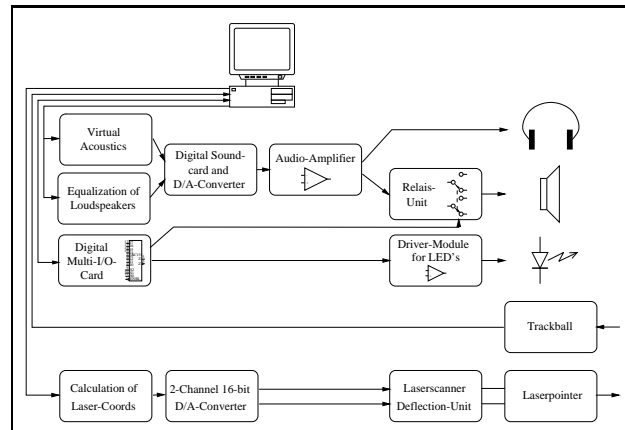 Virtual
Acoustics
Digital Sound-
card and
D/A-Converter
Audio-Amplifier
Equalization of
Loudspeakers
Relais-
Unit
Digital
Multi-I/O-
Card
Driver-Module
for LED's
Trackball
Calculation of
Laser-Coords
2-Channel 16-bit
D/A-Converter
Laserscanner
Deflection-Unit
Laserpointer